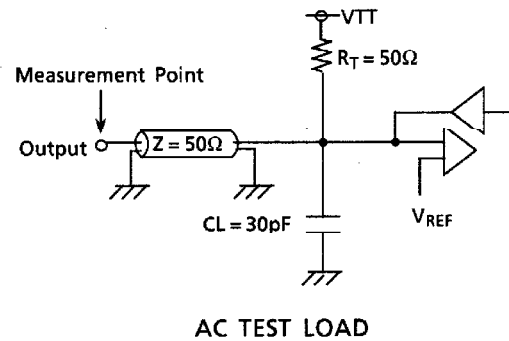 VTT
R_T = 50Ω
Measurement Point
Output
Z = 50Ω
V_REF
CL = 30pF
AC TEST LOAD